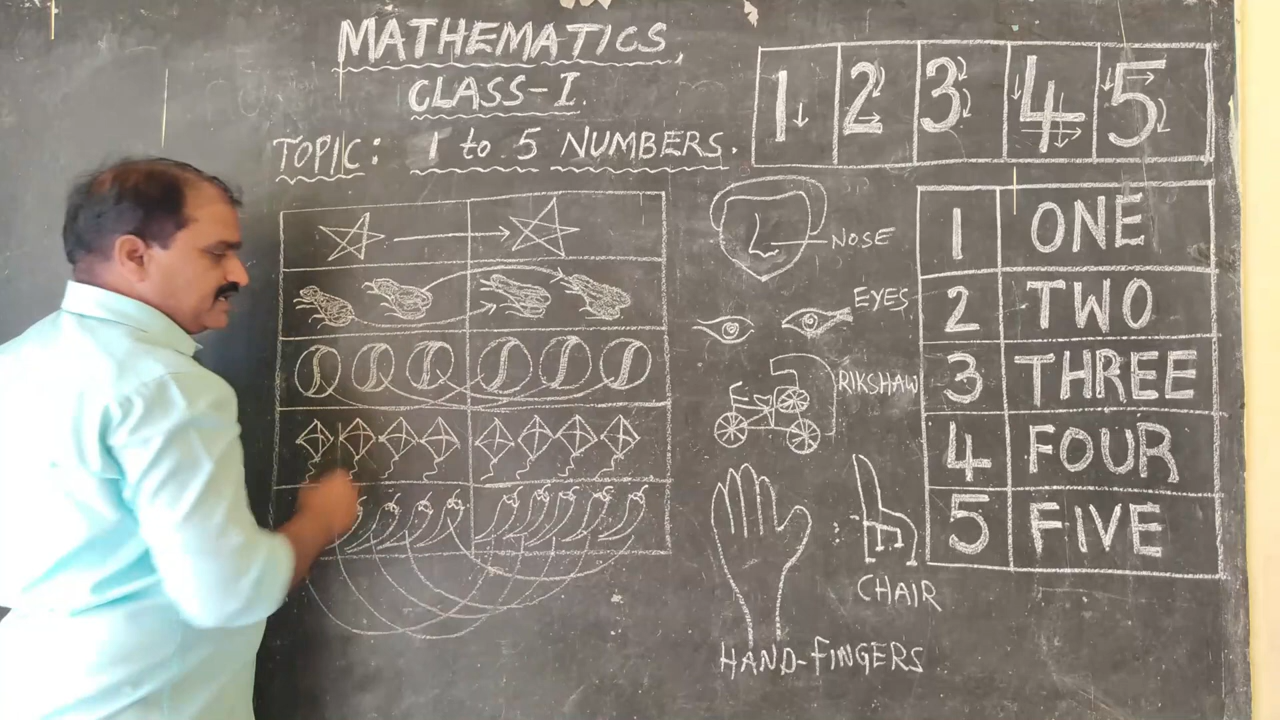 MATHEMATICS,
CLASS-I.
TOPIC: 1 to 5 NUMBERS.
1 2 3 4 5
NOSE
EYES
RIKSHAW
CHAIR
HAND-FINGERS
1 ONE
2 TWO
3 THREE
4 FOUR
5 FIVE